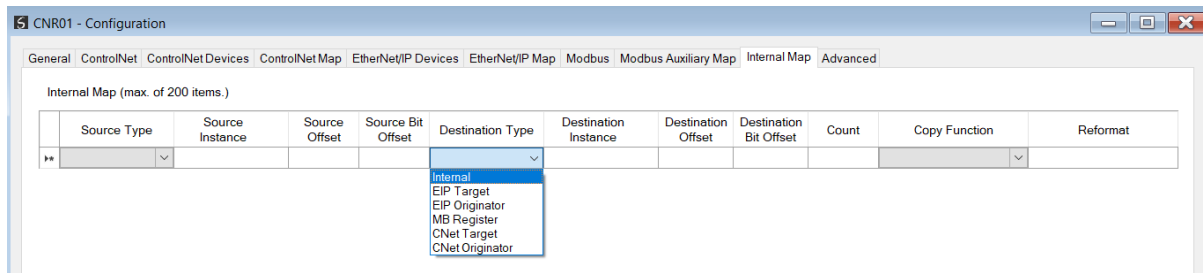 CNR01 - Configuration
General ControlNet ControlNet Devices ControlNet Map EtherNet/IP Devices EtherNet/IP Map Modbus Modbus Auxiliary Map Internal Map Advanced
Internal Map (max. of 200 items.)
Source Type Source Instance Source Offset Source Bit Offset Destination Type Destination Instance Destination Offset Destination Bit Offset Count Copy Function Reformat
Internal
EIP Target
EIP Originator
MB Register
CNet Target
CNet Originator